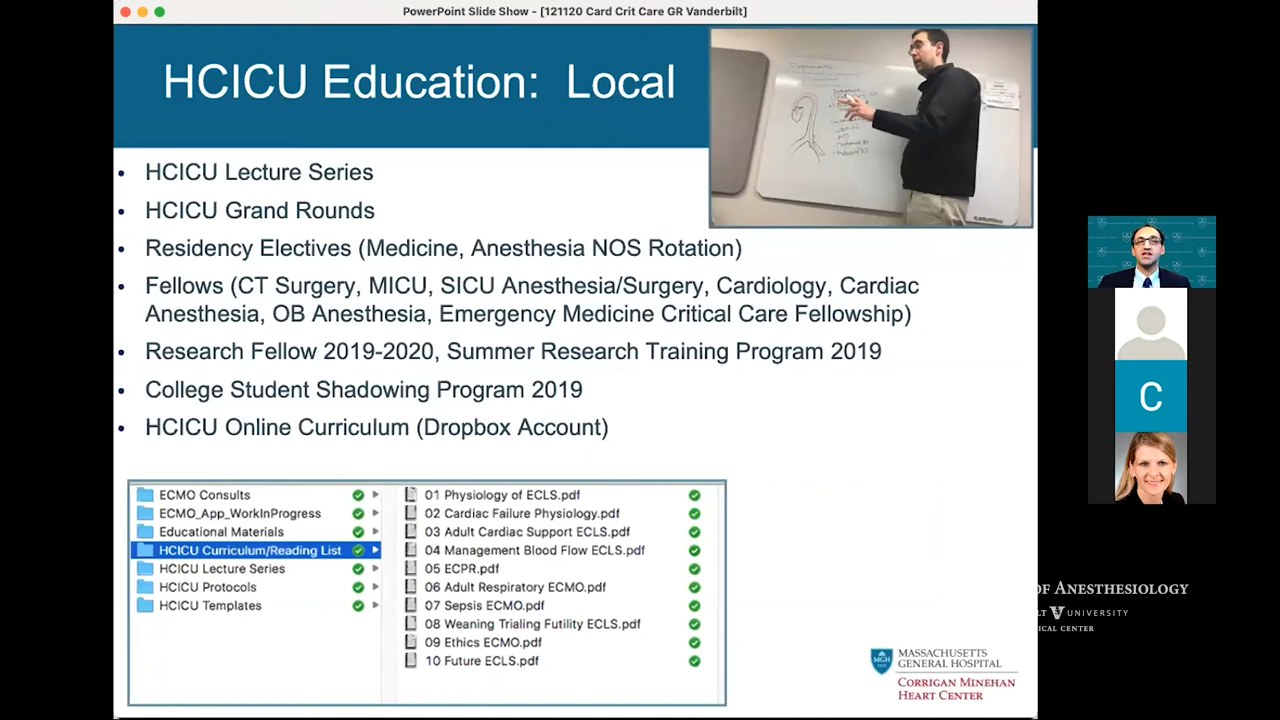 PowerPoint Slide Show - [121120 Card Crit Care GR Vanderbilt]
HCICU Education: Local
• HCICU Lecture Series
• HCICU Grand Rounds
• Residency Electives (Medicine, Anesthesia NOS Rotation)
• Fellows (CT Surgery, MICU, SICU Anesthesia/Surgery, Cardiology, Cardiac
Anesthesia, OB Anesthesia, Emergency Medicine Critical Care Fellowship)
• Research Fellow 2019-2020, Summer Research Training Program 2019
• College Student Shadowing Program 2019
• HCICU Online Curriculum (Dropbox Account)
ECMO Consults
ECMO_App_WorkInProgress
Educational Materials
HCICU Curriculum/Reading List
HCICU Lecture Series
HCICU Protocols
HCICU Templates
01 Physiology of ECLS.pdf
02 Cardiac Failure Physiology.pdf
03 Adult Cardiac Support ECLS.pdf
04 Management Blood Flow ECLS.pdf
05 ECPR.pdf
06 Adult Respiratory ECMO.pdf
07 Sepsis ECMO.pdf
08 Weaning Trialing Futility ECLS.pdf
09 Ethics ECMO.pdf
10 Future ECLS.pdf
MGH
MASSACHUSETTS
GENERAL HOSPITAL
CORRIGAN MINEHAN
HEART CENTER
C
OF ANESTHESIOLOGY
LT V UNIVERSITY
ICAL CENTER